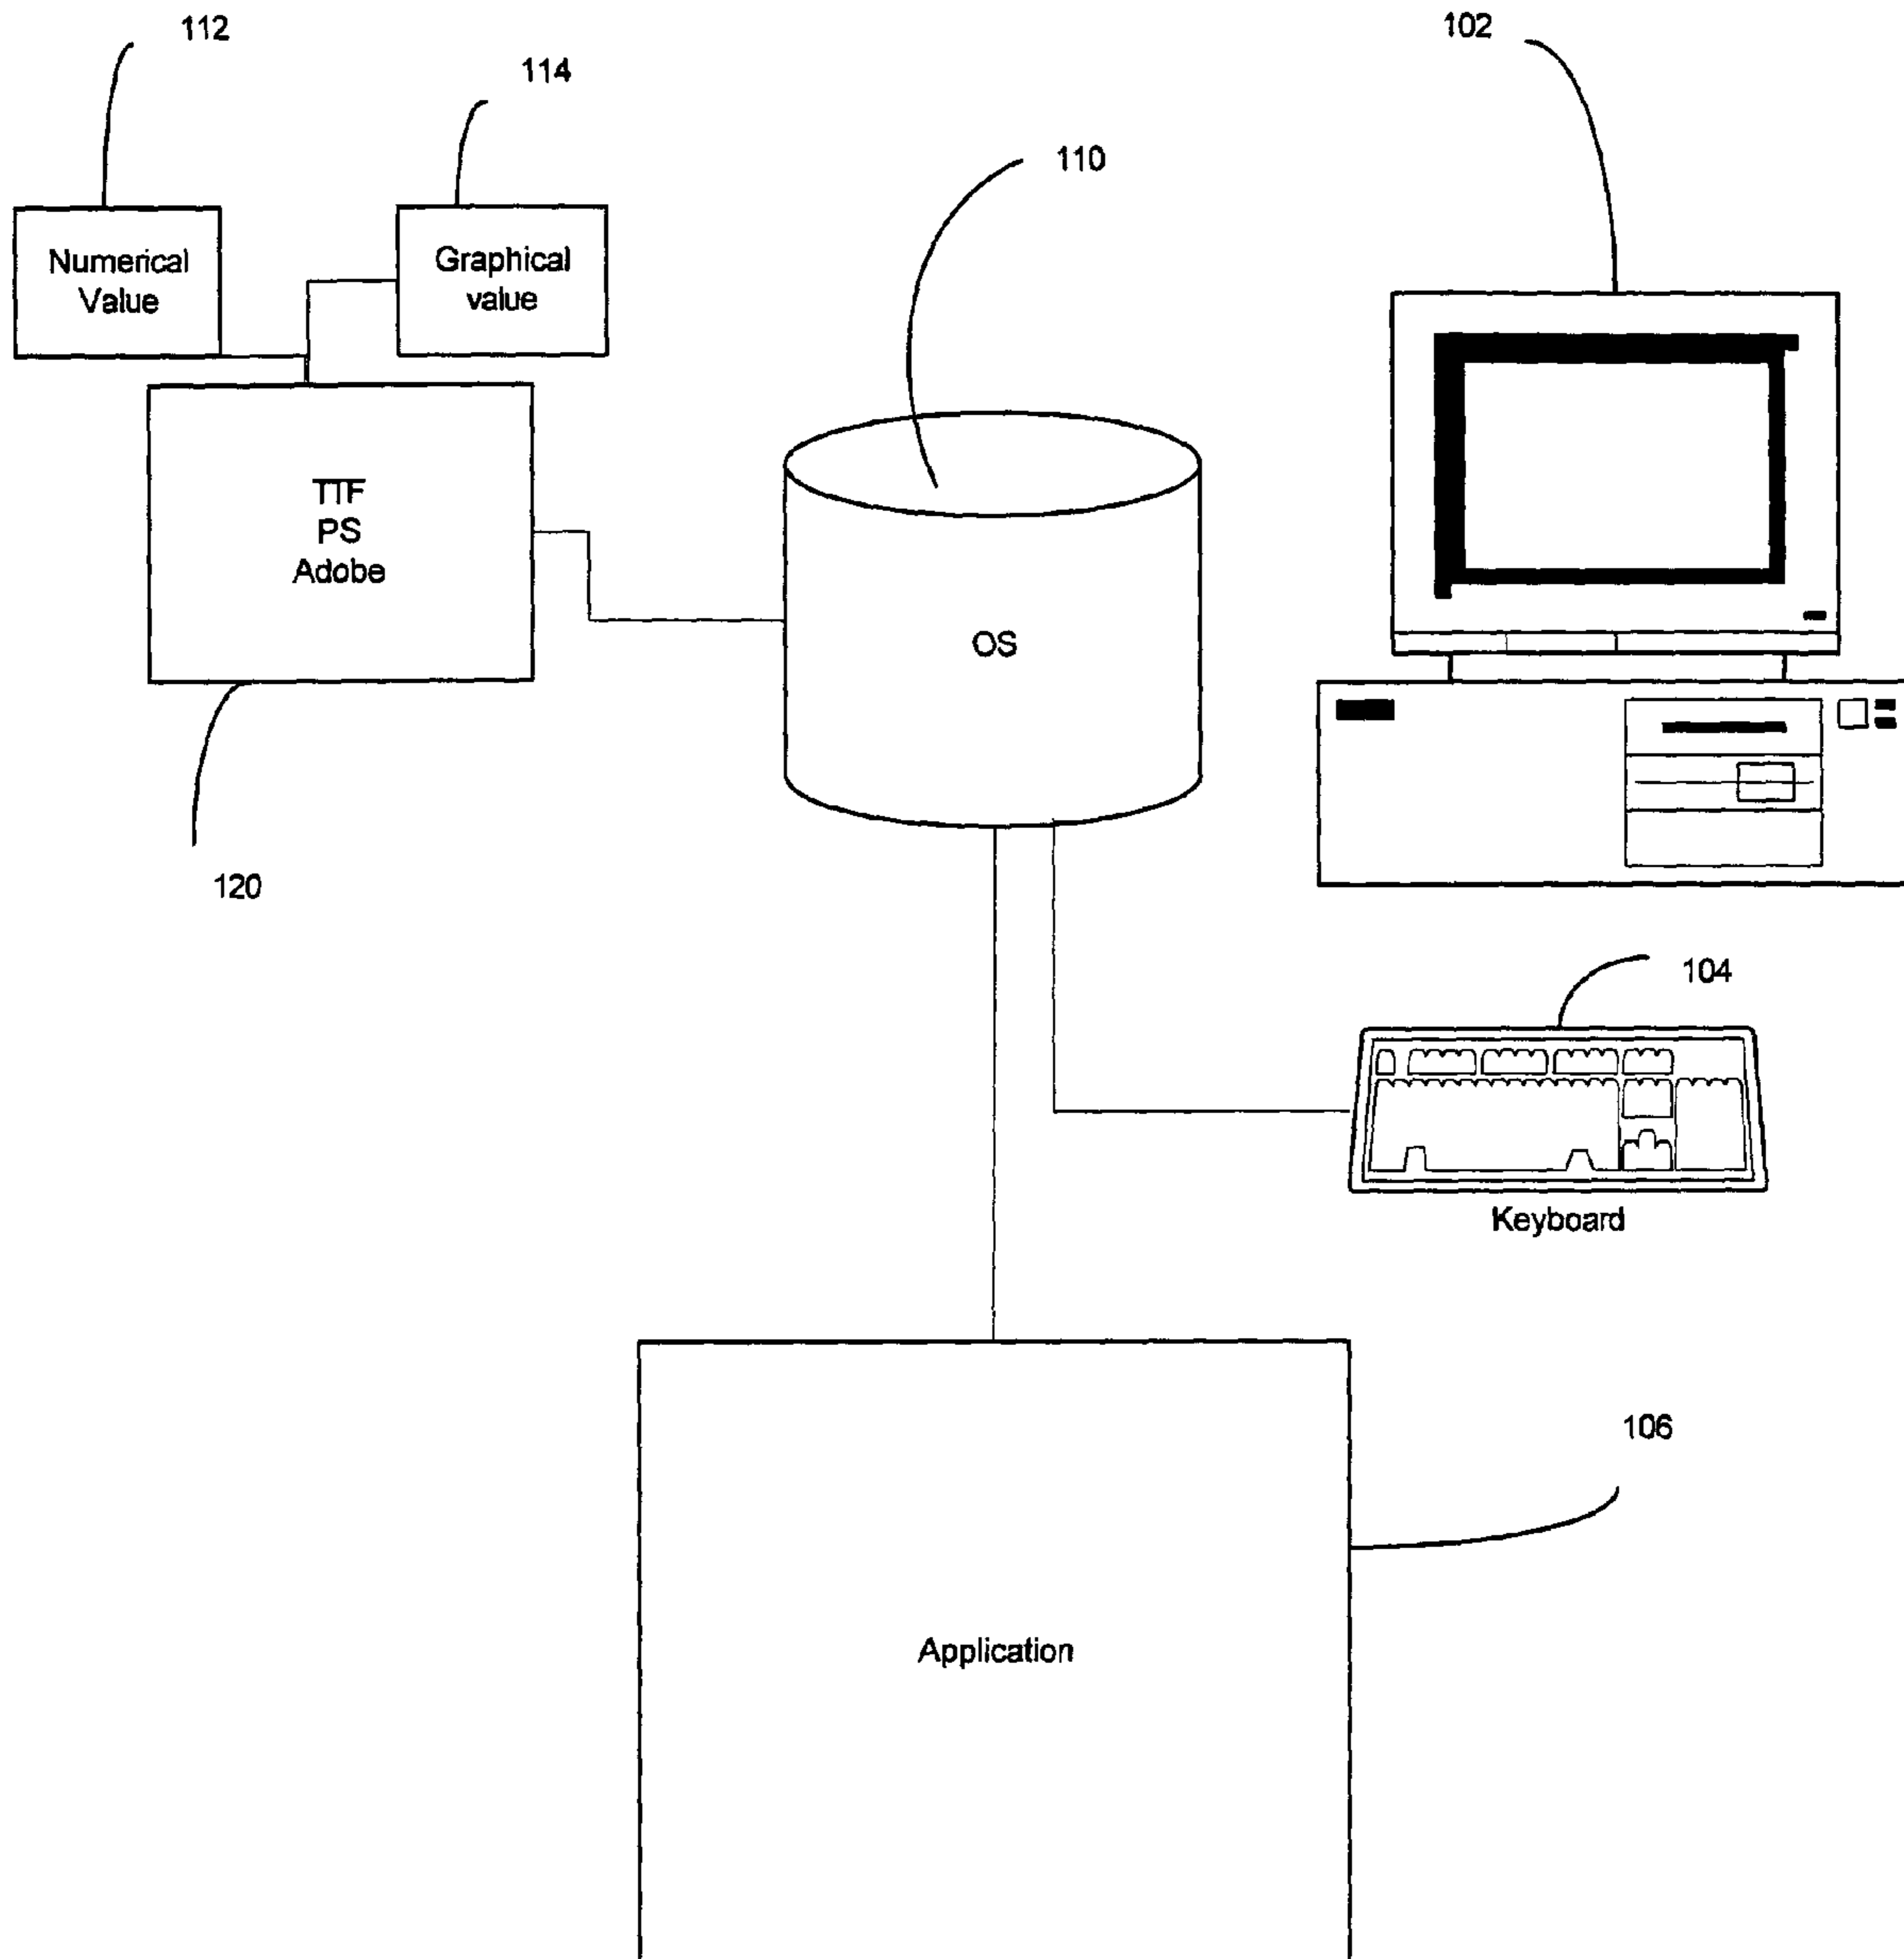 112
102
114
110
Numerical
Value
Graphical
value
TTF
PS
Adobe
OS
120
104
Keyboard
106
Application